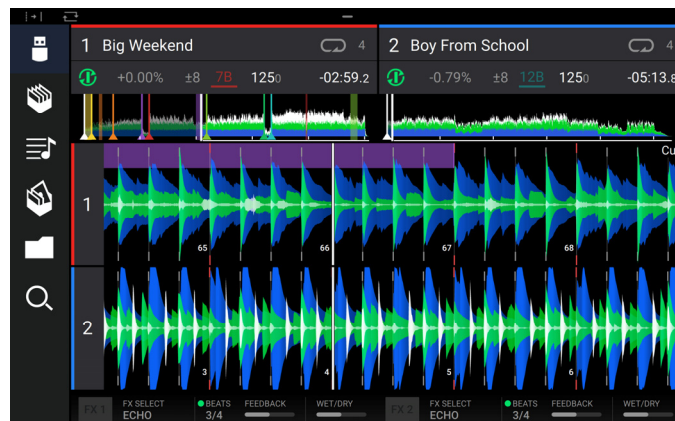 1 Big Weekend 4
2 Boy From School 4
+0.00% ±8 7B 1250 -02:59.2
-0.79% ±8 12B 1250 -05:13.8
Cu
1
65 66 67 68
2
3 4 5 6
FX 1 FX SELECT ECHO BEATS 3/4 FEEDBACK WET/DRY
FX 2 FX SELECT ECHO BEATS 3/4 FEEDBACK WET/DRY